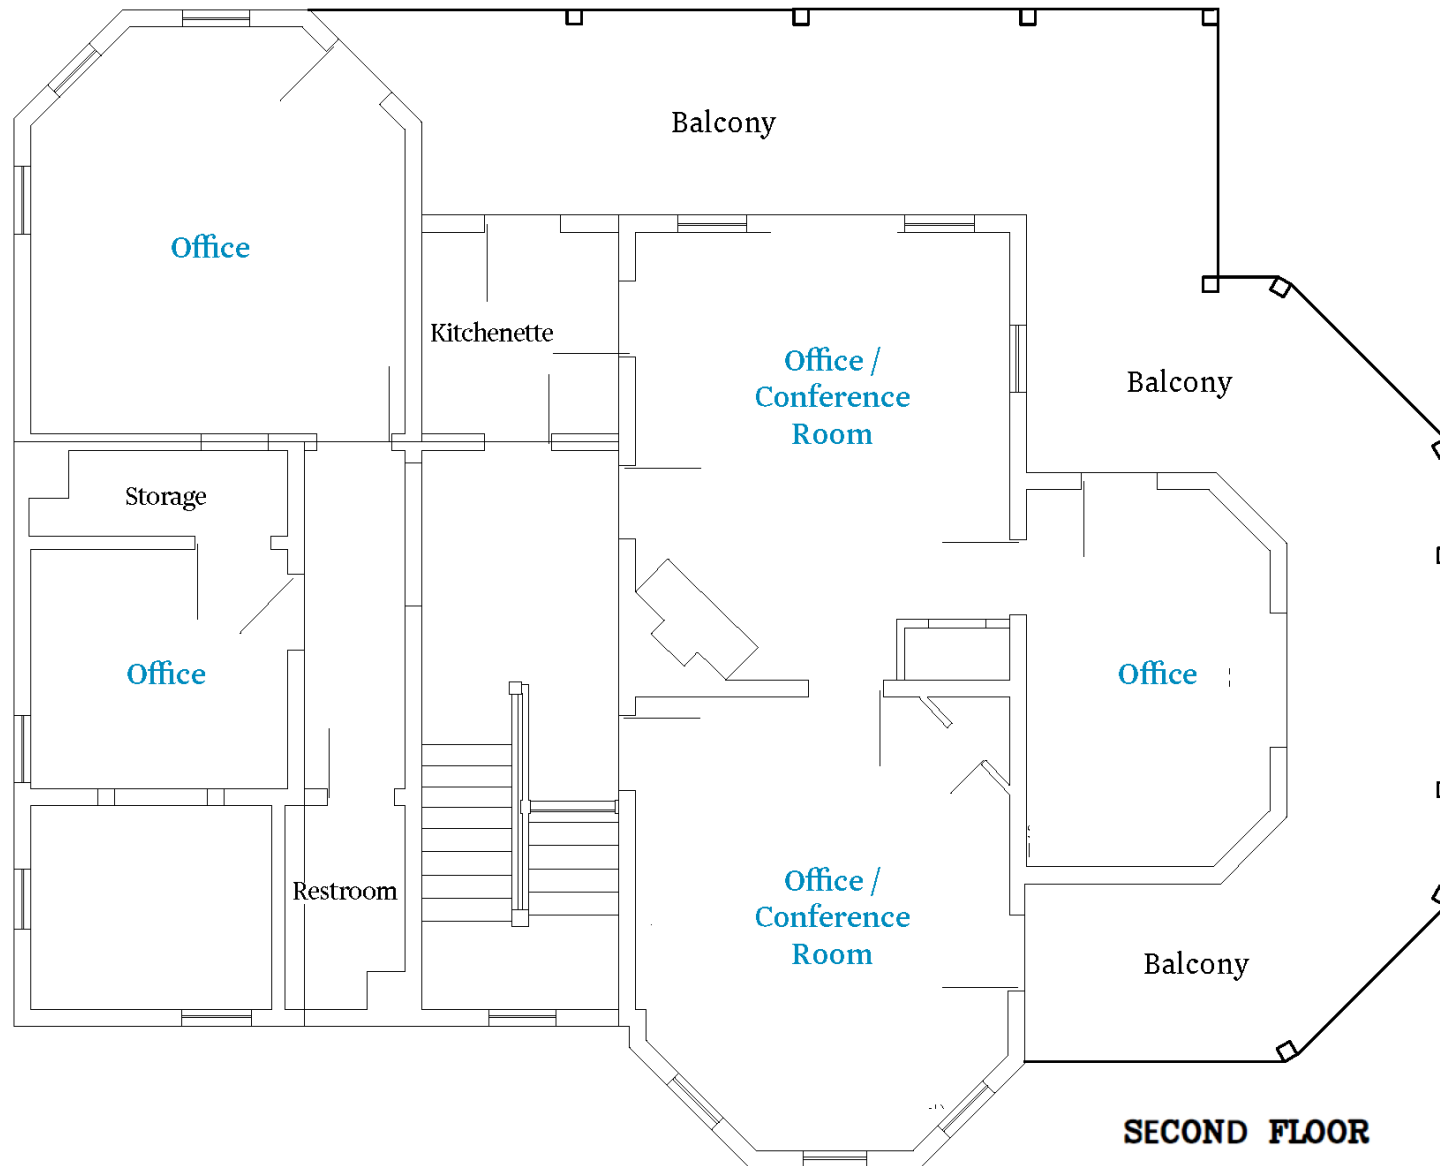 Balcony
Office
Kitchenette
Office /
Conference
Room
Balcony
Storage
Office
Office
Restroom
Office /
Conference
Room
Balcony
SECOND FLOOR